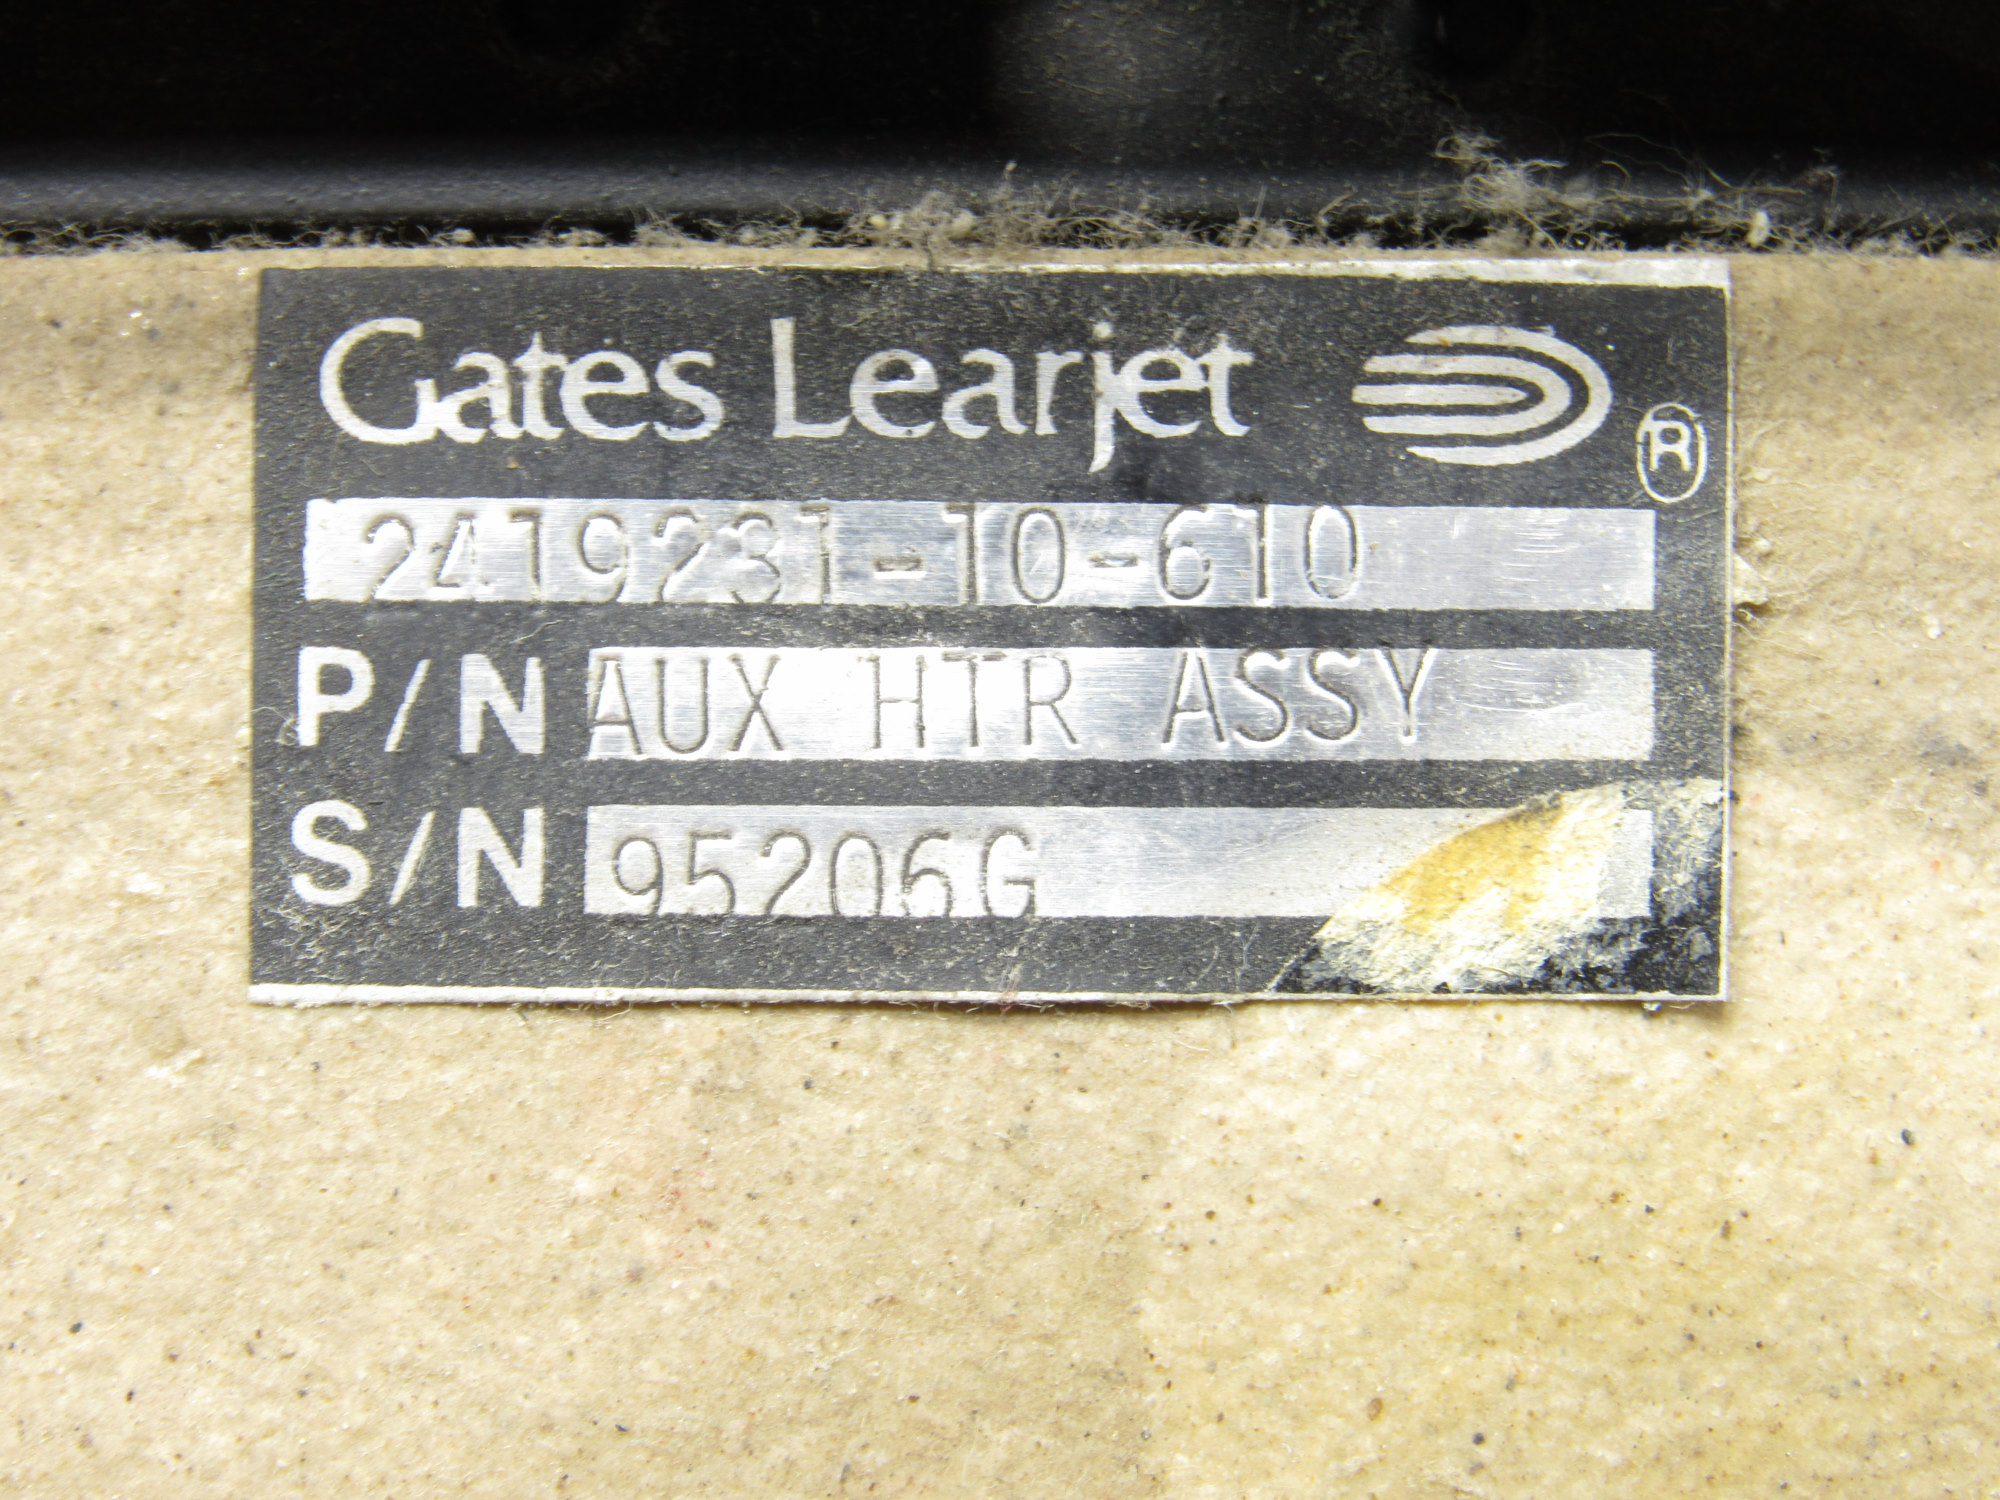 Gates Learjet ®
2419231-10-610
P/N AUX HTR ASSY
S/N 95206G